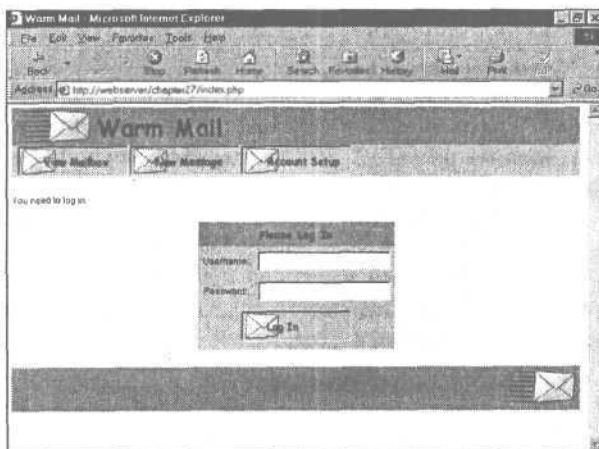 Warm Mail - Microsoft Internet Explorer
File Edit View Favorites Tools Help
Back Stop Refresh Home Search Favorites History Mail Print
Address http://webserver/chapter27/index.php Go
Warm Mail
View Mailbox New Message Account Setup
You need to log in
Please Log In
Username:
Password:
Log In